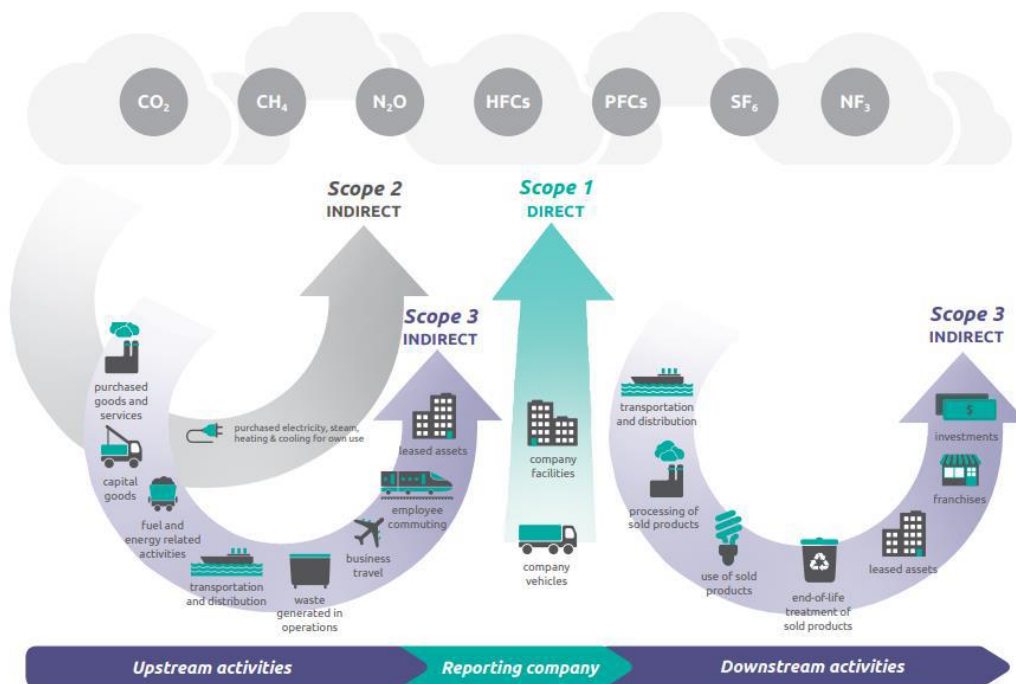 CO₂
CH₄
N₂O
HFCs
PFCs
SF₆
NF₃
Scope 2
INDIRECT
Scope 1
DIRECT
Scope 3
INDIRECT
Scope 3
INDIRECT
purchased
goods and
services
capital
goods
fuel and
energy related
activities
transportation
and distribution
waste
generated in
operations
business
travel
employee
commuting
leased assets
purchased electricity, steam,
heating & cooling for own use
company
facilities
company
vehicles
transportation
and distribution
processing of
sold products
use of sold
products
end-of-life
treatment of
sold products
leased assets
franchises
$
investments
Upstream activities
Reporting company
Downstream activities